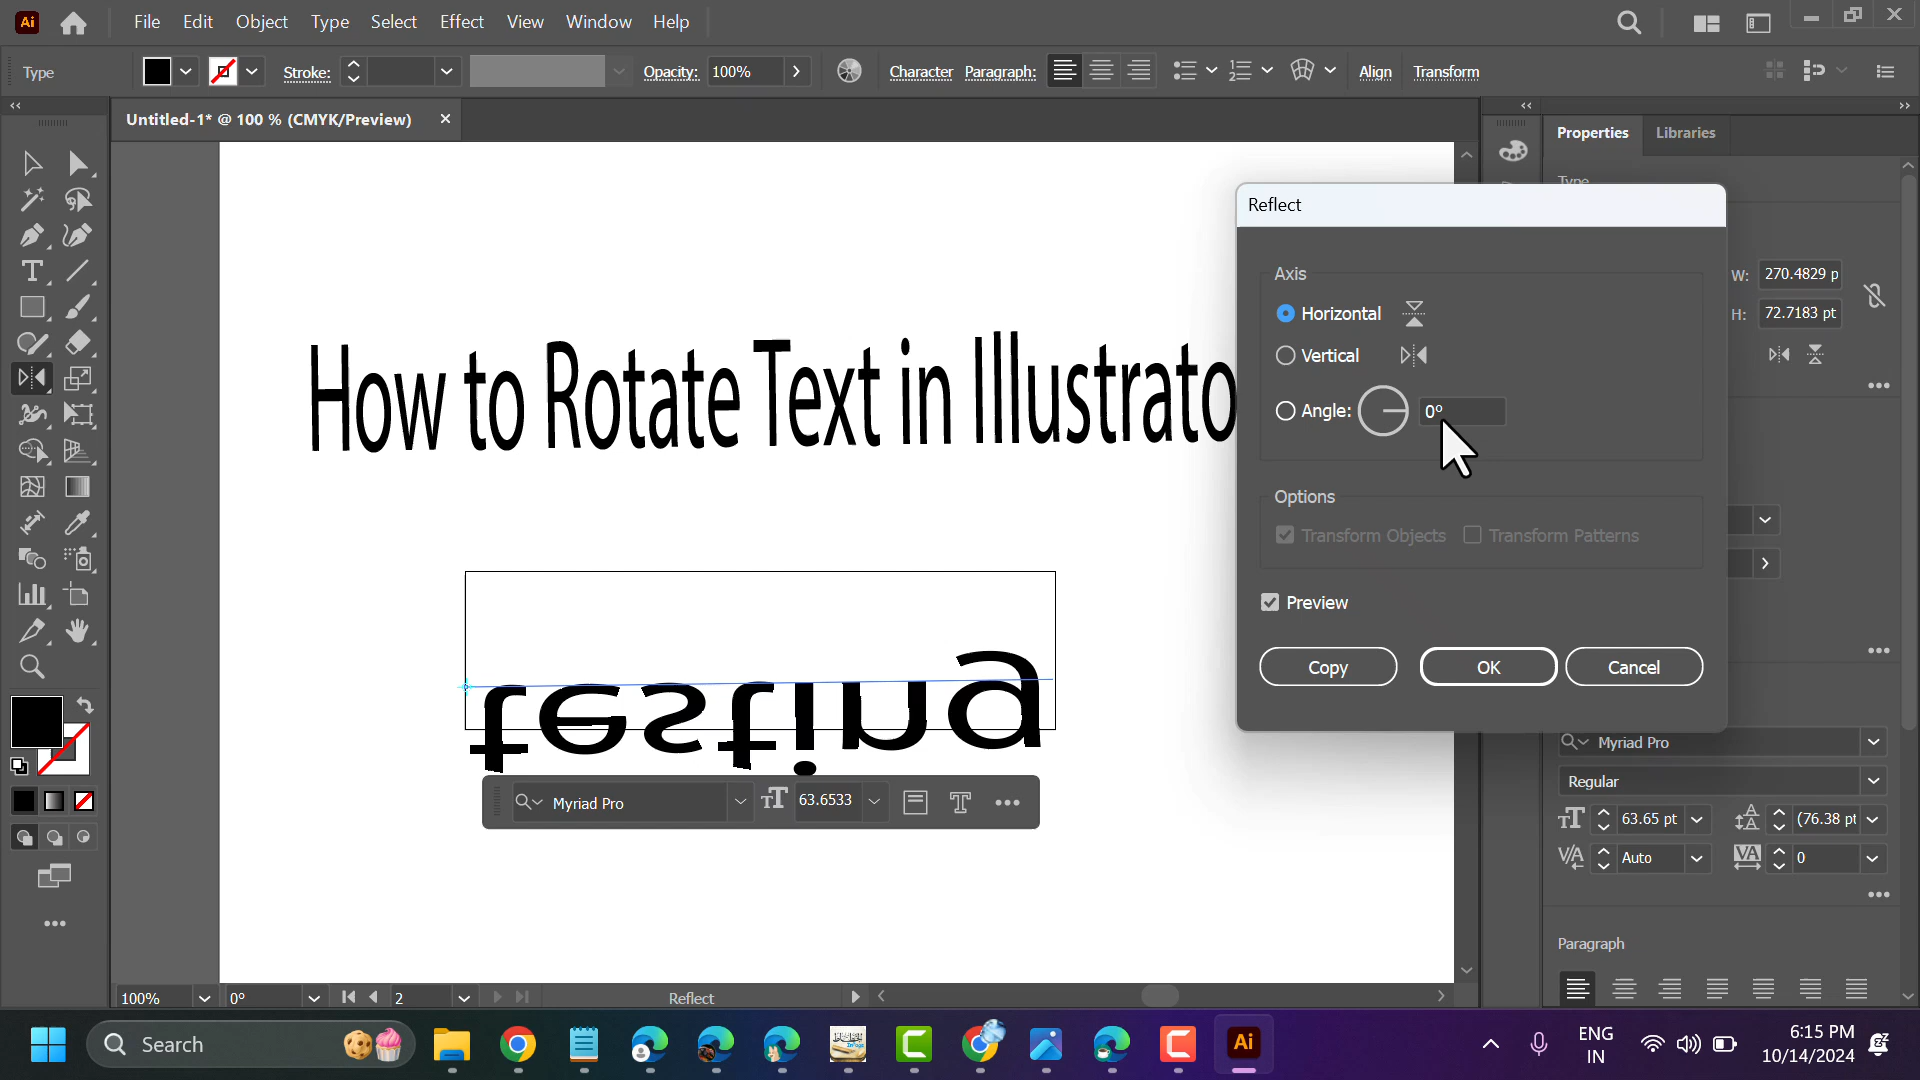 Ai File Edit Object Type Select Effect View Window Help
Type Stroke: Opacity: 100% Character Paragraph: Align Transform
Untitled-1* @ 100 % (CMYK/Preview)
Properties Libraries
Type
Reflect
Axis
Horizontal
Vertical
Angle: 0°
Options
Transform Objects Transform Patterns
Preview
Copy OK Cancel
W: 270.4829 p
H: 72.7183 pt
How to Rotate Text in Illustrato
testing
Myriad Pro 63.6533
Myriad Pro
Regular
63.65 pt (76.38 pt
Auto 0
Paragraph
100% 0° 2 Reflect
Search
Ai
ENG
IN
6:15 PM
10/14/2024